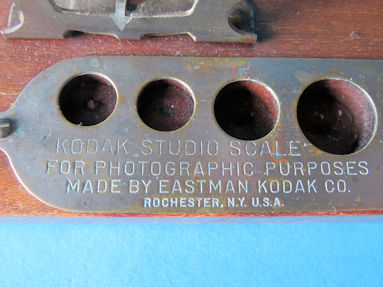 KODAK STUDIO SCALE
FOR PHOTOGRAPHIC PURPOSES
MADE BY EASTMAN KODAK CO.
ROCHESTER, N.Y. U.S.A.